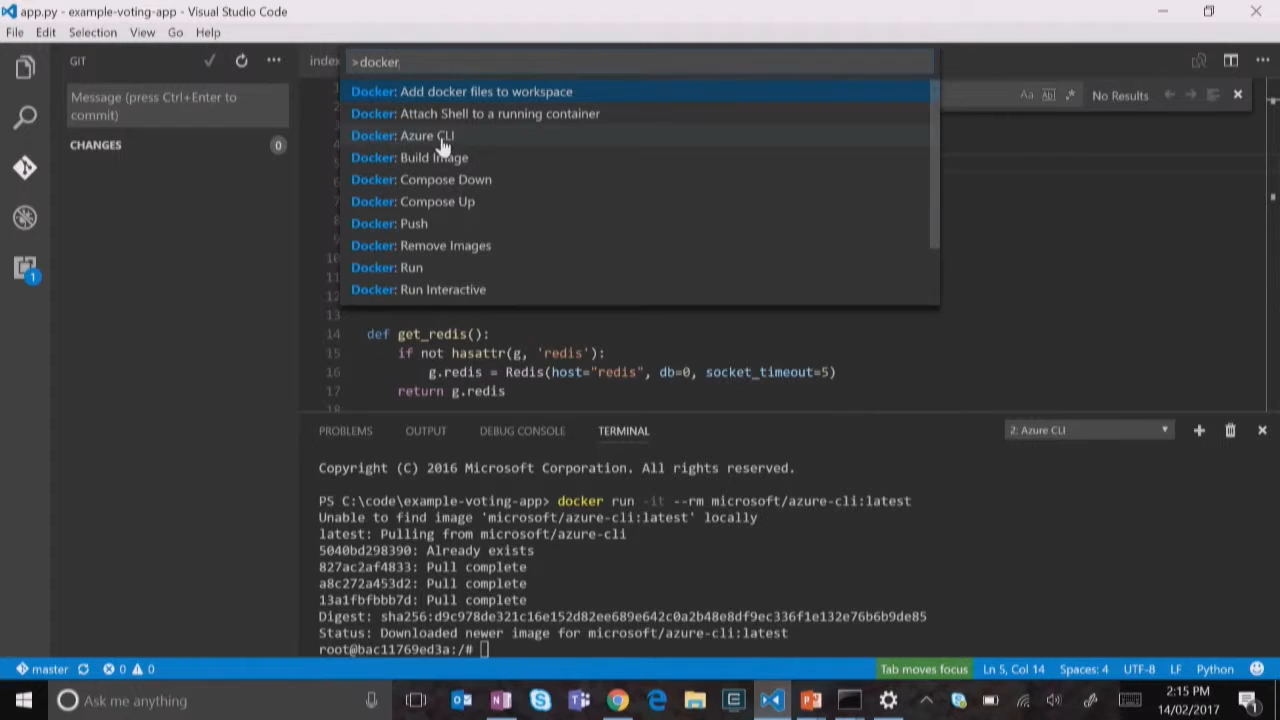 app.py - example-voting-app - Visual Studio Code
File Edit Selection View Go Help
GIT
Message (press Ctrl+Enter to
commit)
CHANGES
0
1
index
>docker
Docker: Add docker files to workspace
Docker: Attach Shell to a running container
Docker: Azure CLI
Docker: Build Image
Docker: Compose Down
Docker: Compose Up
Docker: Push
Docker: Remove Images
Docker: Run
Docker: Run Interactive
Aa Ab| .* No Results
13
14 def get_redis():
15 if not hasattr(g, 'redis'):
16 g.redis = Redis(host="redis", db=0, socket_timeout=5)
17 return g.redis
18
PROBLEMS OUTPUT DEBUG CONSOLE TERMINAL 2: Azure CLI
Copyright (C) 2016 Microsoft Corporation. All rights reserved.
PS C:\code\example-voting-app> docker run -it --rm microsoft/azure-cli:latest
Unable to find image 'microsoft/azure-cli:latest' locally
latest: Pulling from microsoft/azure-cli
5040bd298390: Already exists
827ac2af4833: Pull complete
a8c272a453d2: Pull complete
13a1fbfbbb7d: Pull complete
Digest: sha256:d9c978de321c16e152d82ee689e642c0a2b48e8df9ec336f1e132e76b6b9de85
Status: Downloaded newer image for microsoft/azure-cli:latest
root@bac11769ed3a:/#
master 0 0 Tab moves focus Ln 5, Col 14 Spaces: 4 UTF-8 LF Python
Ask me anything
2:15 PM
14/02/2017
1